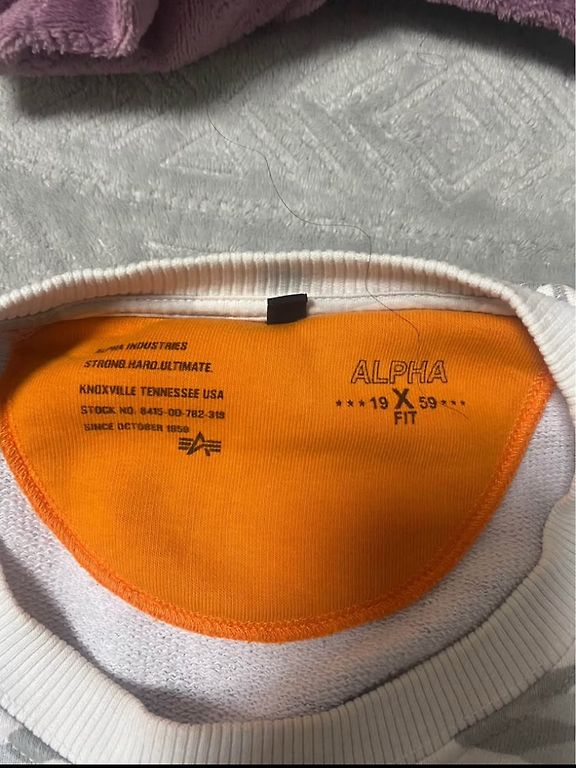 ALPHA INDUSTRIES
STRONG.HARD.ULTIMATE.
KNOXVILLE TENNESSEE USA
STOCK NO. 8415-00-782-319
SINCE OCTOBER 1959
ALPHA
***19 X 59***
FIT